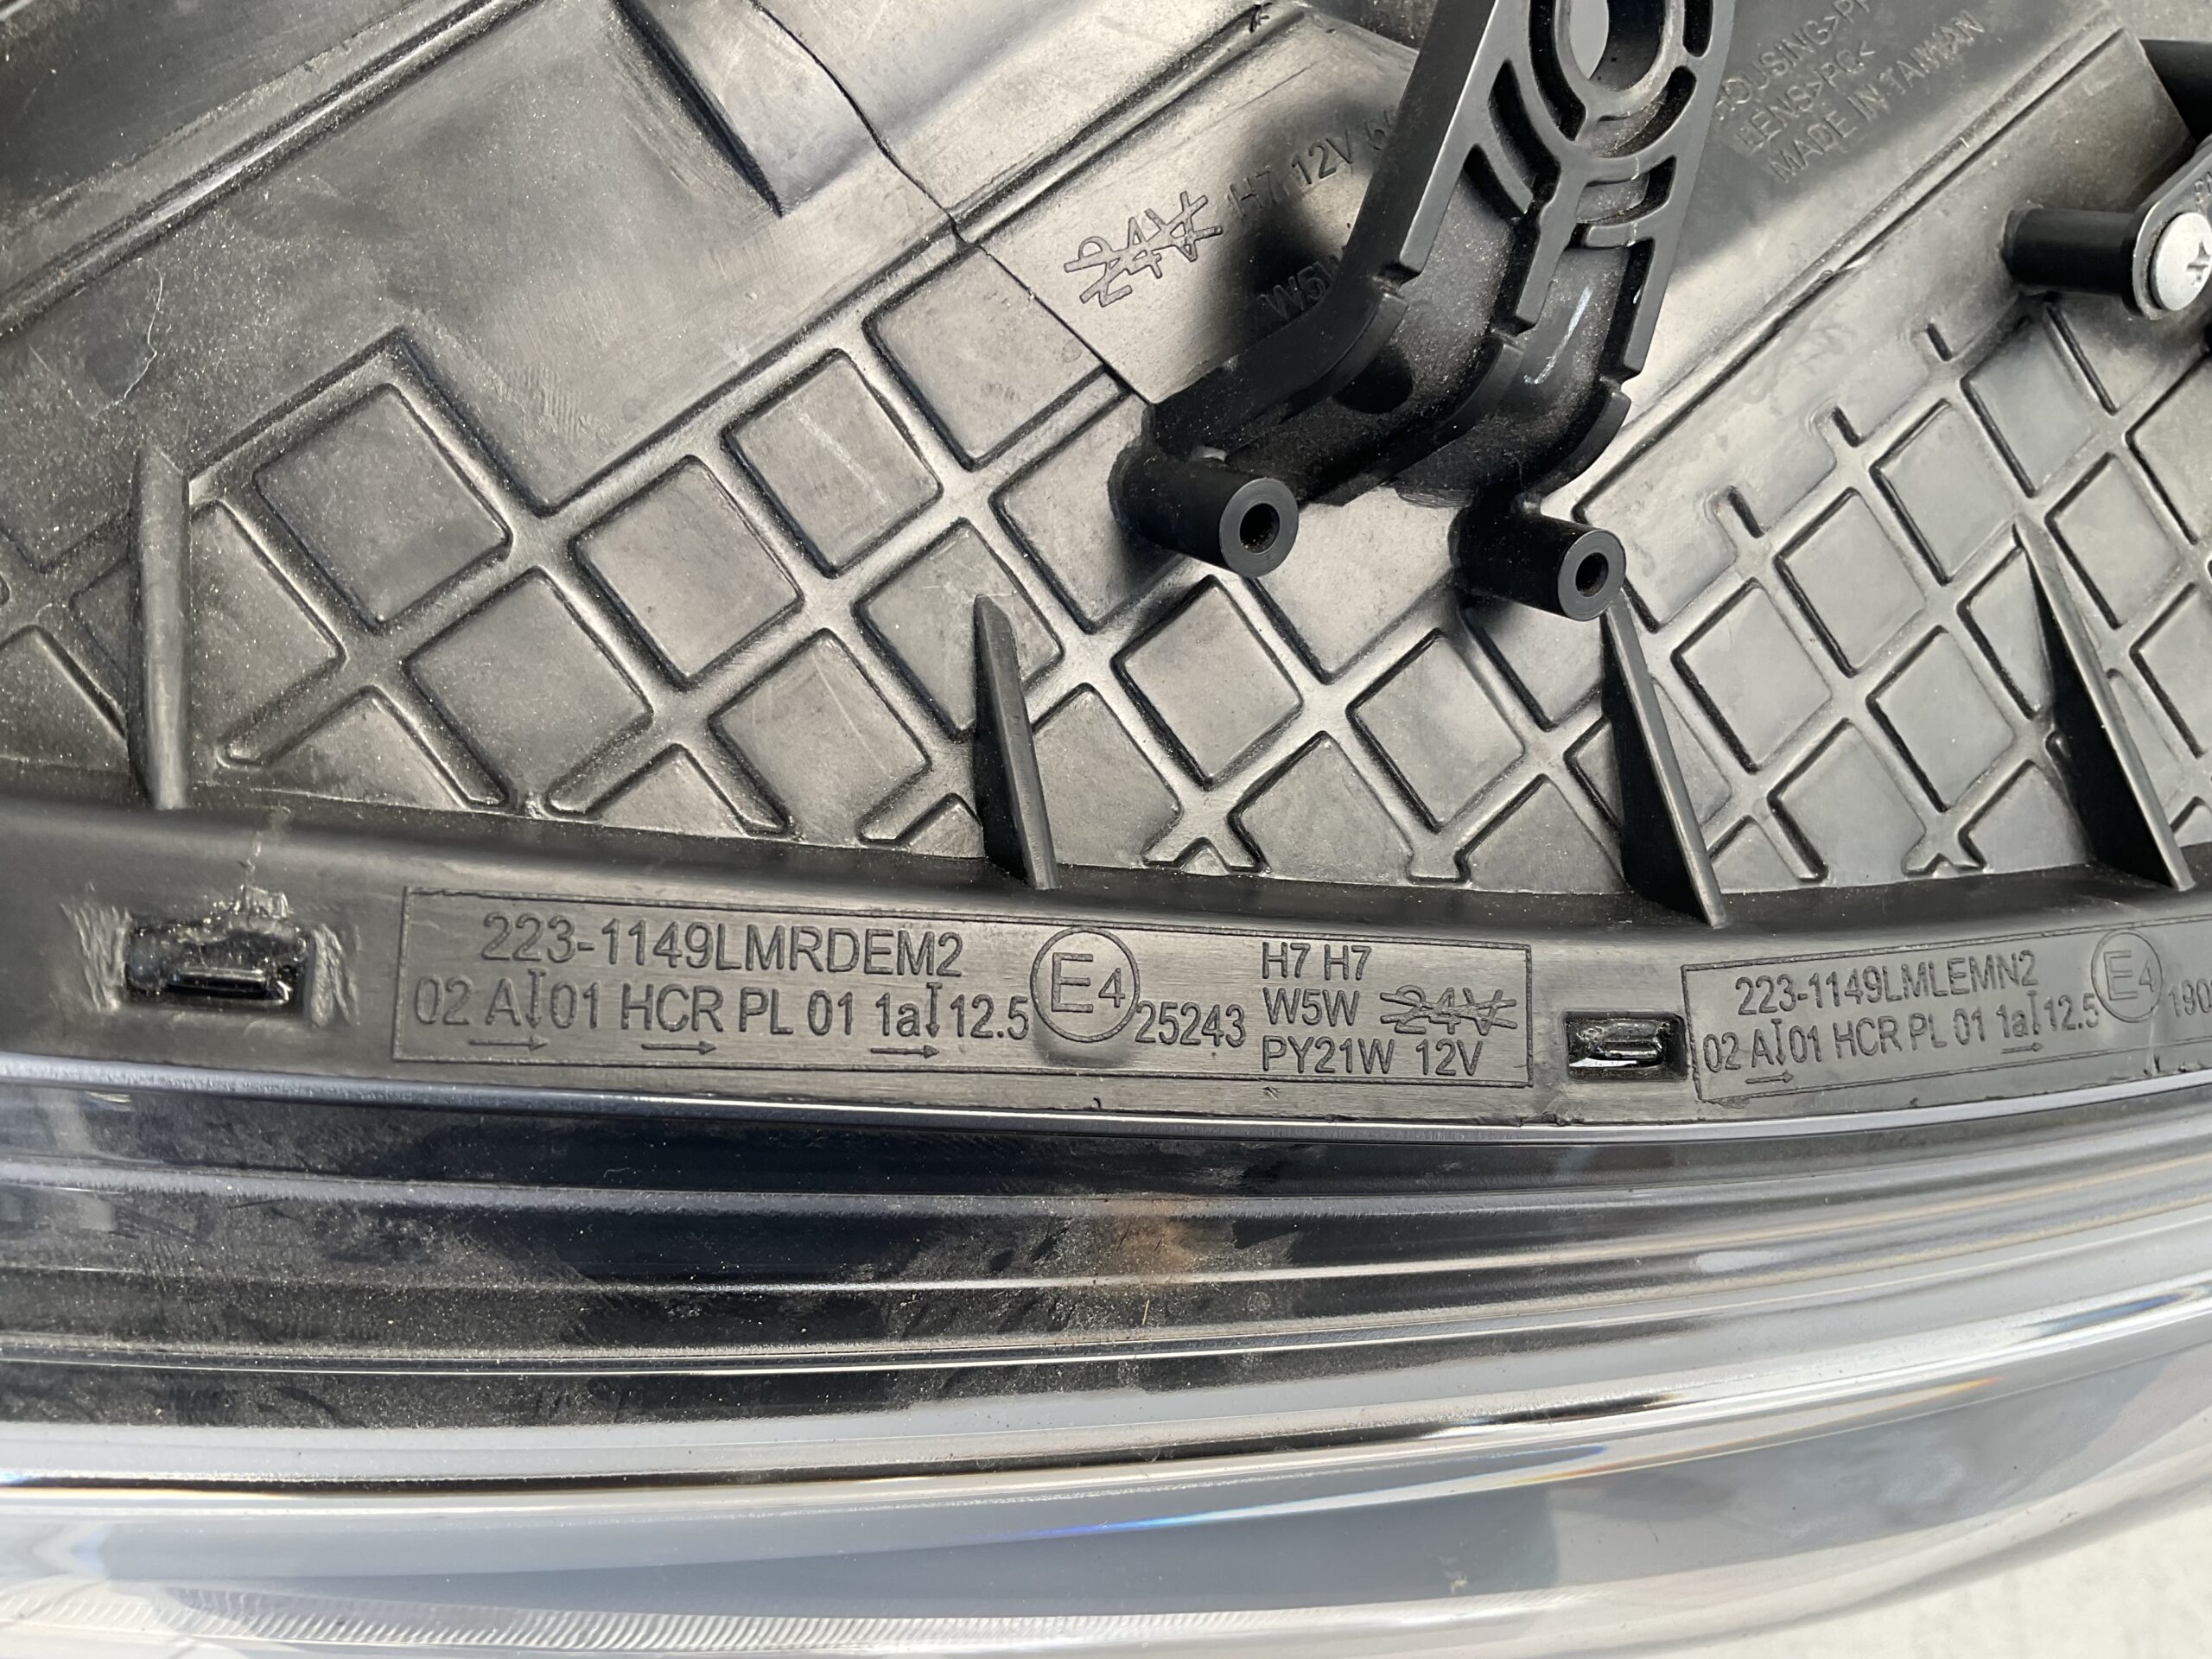 HOUSING>PP
LENS>PC<
MADE IN TAIWAN
24V H7 12V
W5W
223-1149LMRDEM2
02 A 01 HCR PL 01 1a 12.5 E4 25243
H7 H7
W5W 24V
PY21W 12V
223-1149LMLEMN2
02 A 01 HCR PL 01 1a 12.5 E4